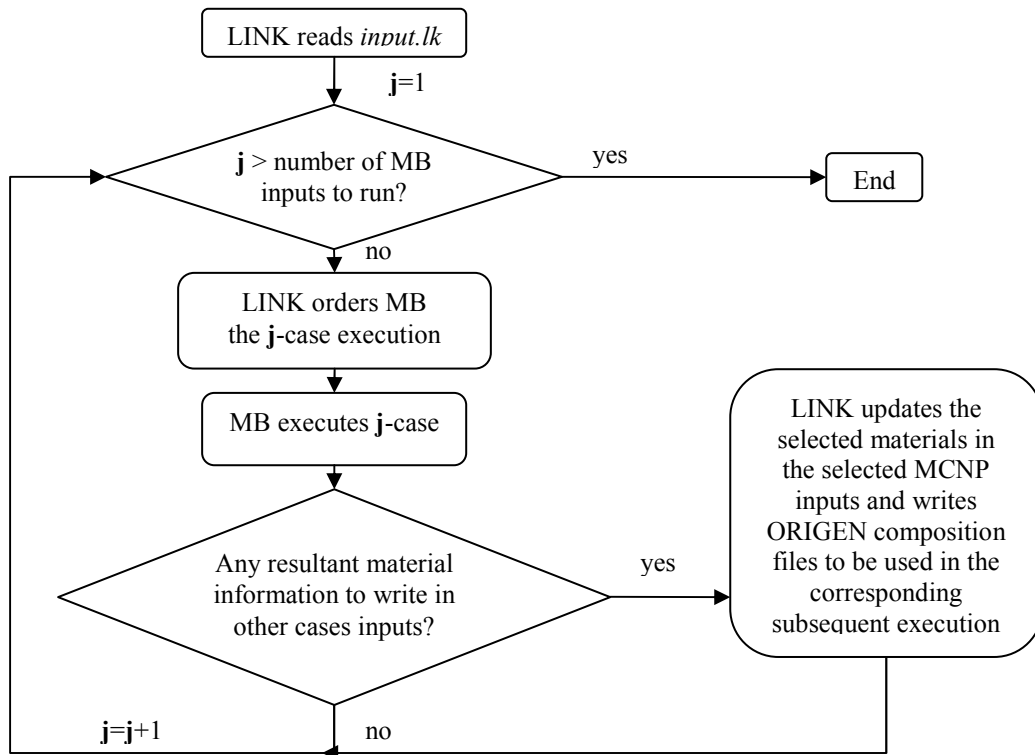 LINK reads input.lk
j=1
j > number of MB
inputs to run?
yes
End
no
LINK orders MB
the j-case execution
MB executes j-case
LINK updates the
selected materials in
the selected MCNP
inputs and writes
ORIGEN composition
files to be used in the
corresponding
subsequent execution
Any resultant material
information to write in
other cases inputs?
yes
j=j+1
no